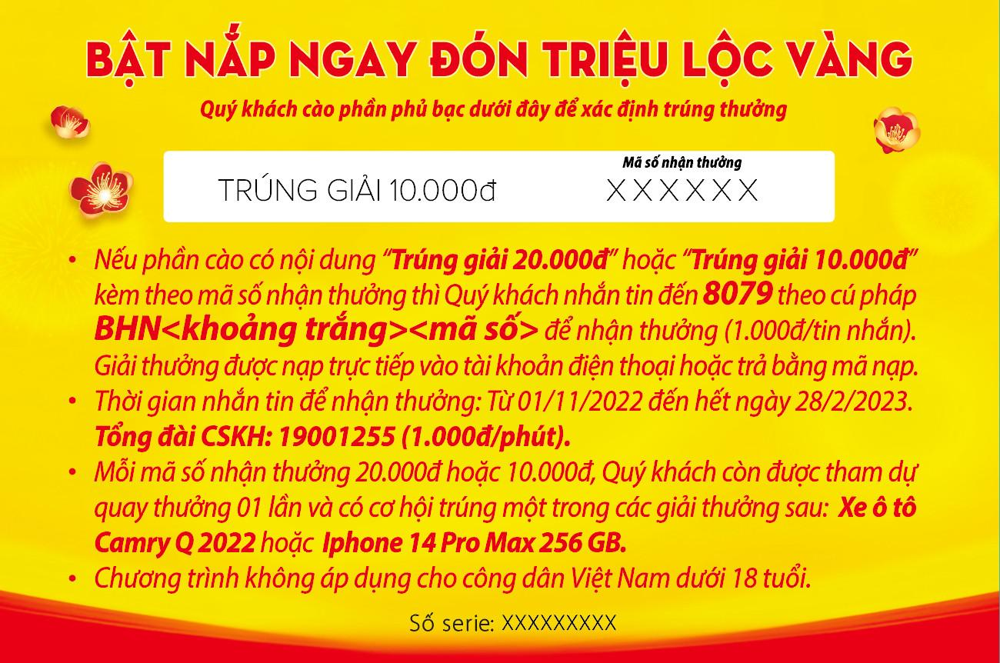 BẬT NẮP NGAY ĐÓN TRIỆU LỘC VÀNG
Quý khách cào phần phủ bạc dưới đây để xác định trúng thưởng
Mã số nhận thưởng
TRÚNG GIẢI 10.000đ XXXXXX
• Nếu phần cào có nội dung “Trúng giải 20.000đ” hoặc “Trúng giải 10.000đ”
kèm theo mã số nhận thưởng thì Quý khách nhắn tin đến 8079 theo cú pháp
BHN<khoảng trắng><mã số> để nhận thưởng (1.000đ/tin nhắn).
Giải thưởng được nạp trực tiếp vào tài khoản điện thoại hoặc trả bằng mã nạp.
• Thời gian nhắn tin để nhận thưởng: Từ 01/11/2022 đến hết ngày 28/2/2023.
Tổng đài CSKH: 19001255 (1.000đ/phút).
• Mỗi mã số nhận thưởng 20.000đ hoặc 10.000đ, Quý khách còn được tham dự
quay thưởng 01 lần và có cơ hội trúng một trong các giải thưởng sau: Xe ô tô
Camry Q 2022 hoặc Iphone 14 Pro Max 256 GB.
• Chương trình không áp dụng cho công dân Việt Nam dưới 18 tuổi.
Số serie: XXXXXXXXX